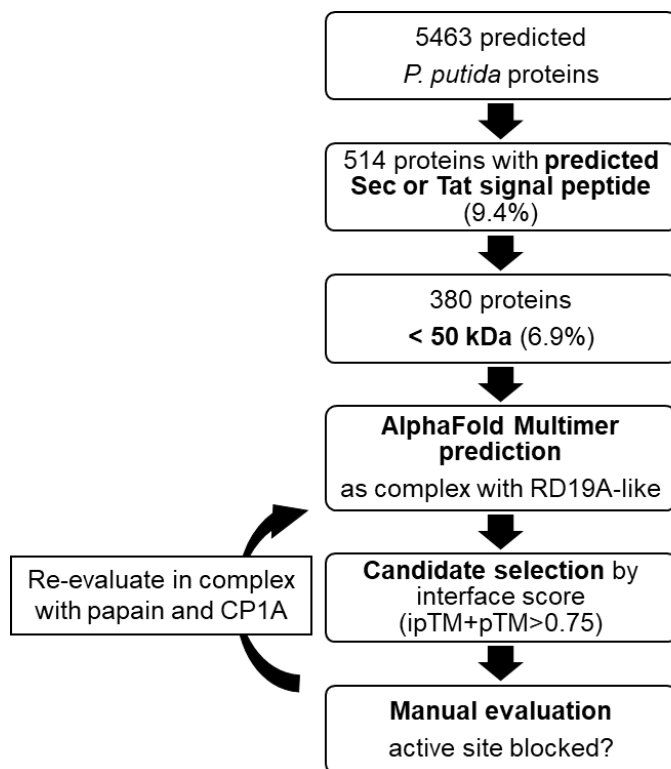 5463 predicted
P. putida proteins
514 proteins with predicted
Sec or Tat signal peptide
(9.4%)
380 proteins
< 50 kDa (6.9%)
AlphaFold Multimer
prediction
as complex with RD19A-like
Re-evaluate in complex
with papain and CP1A
Candidate selection by
interface score
(ipTM+pTM>0.75)
Manual evaluation
active site blocked?